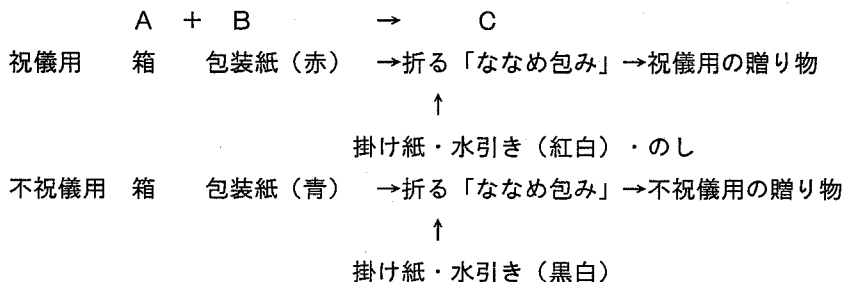 A ＋ B → C
祝儀用 箱 包装紙（赤） →折る「ななめ包み」→祝儀用の贈り物
↑
掛け紙・水引き（紅白）・のし
不祝儀用 箱 包装紙（青） →折る「ななめ包み」→不祝儀用の贈り物
↑
掛け紙・水引き（黒白）